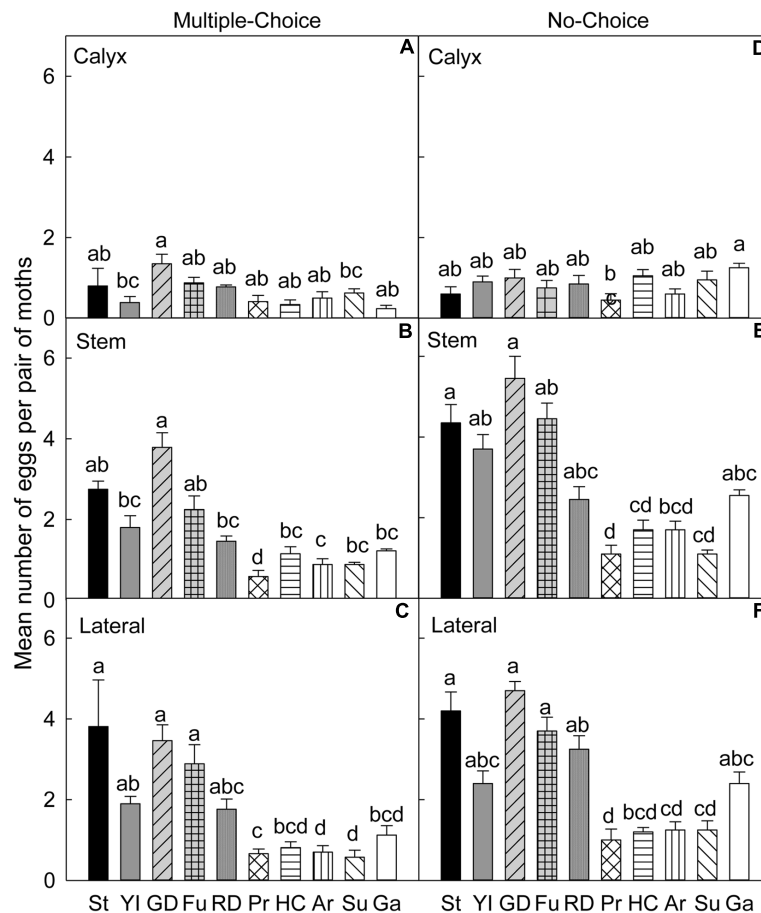 Multiple-Choice No-Choice
Mean number of eggs per pair of moths
Calyx A
6
4
2
0
ab bc a ab ab ab ab ab bc ab
Calyx D
ab ab ab ab ab b c ab ab ab a
Stem B
6
4
2
0
ab bc a ab bc d bc c bc bc
Stem E
a ab a ab abc d cd bcd cd abc
Lateral C
6
4
2
0
a ab a a abc c bcd d d bcd
Lateral F
a abc a a ab d bcd cd cd abc
St YI GD Fu RD Pr HC Ar Su Ga St YI GD Fu RD Pr HC Ar Su Ga